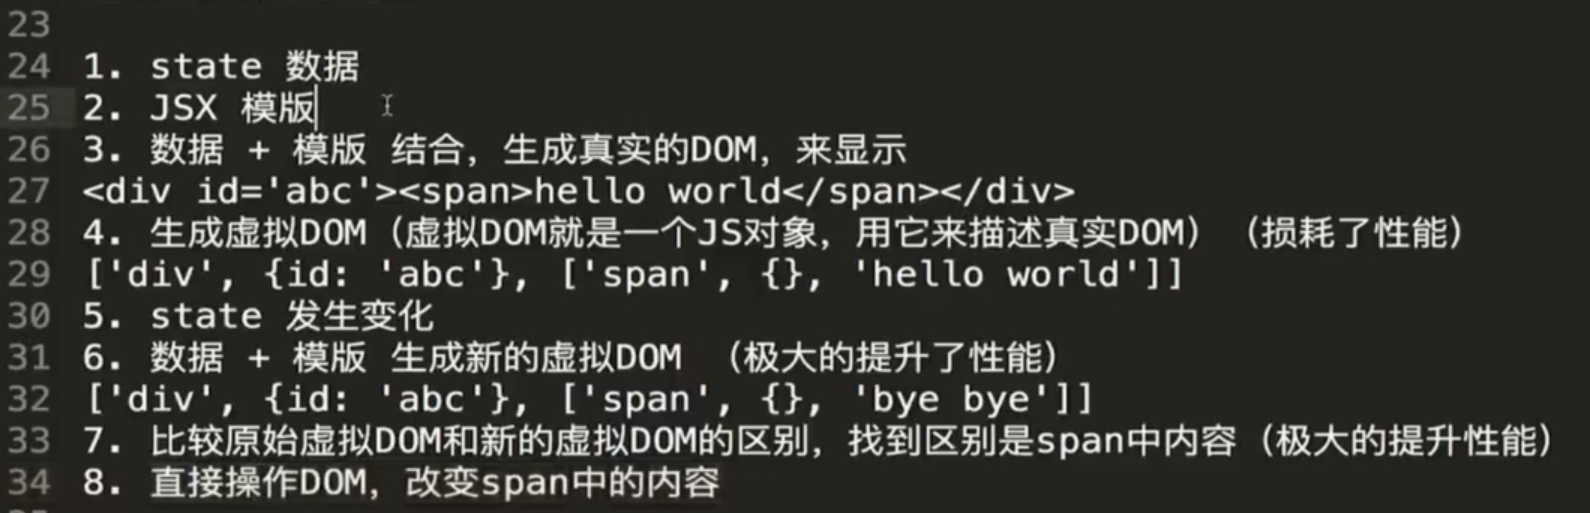 23
24 1. state 数据
25 2. JSX 模版
26 3. 数据 + 模版 结合，生成真实的DOM，来显示
27 <div id='abc'><span>hello world</span></div>
28 4. 生成虚拟DOM（虚拟DOM就是一个JS对象，用它来描述真实DOM）（损耗了性能）
29 ['div', {id: 'abc'}, ['span', {}, 'hello world']]
30 5. state 发生变化
31 6. 数据 + 模版 生成新的虚拟DOM （极大的提升了性能）
32 ['div', {id: 'abc'}, ['span', {}, 'bye bye']]
33 7. 比较原始虚拟DOM和新的虚拟DOM的区别，找到区别是span中内容（极大的提升性能）
34 8. 直接操作DOM，改变span中的内容